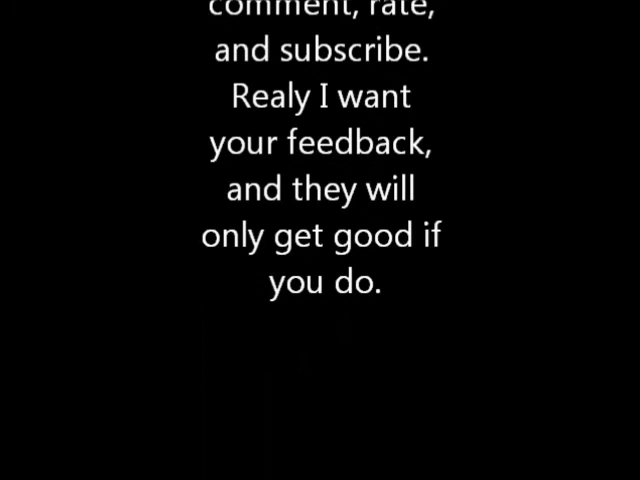 comment, rate,
and subscribe.
Realy I want
your feedback,
and they will
only get good if
you do.